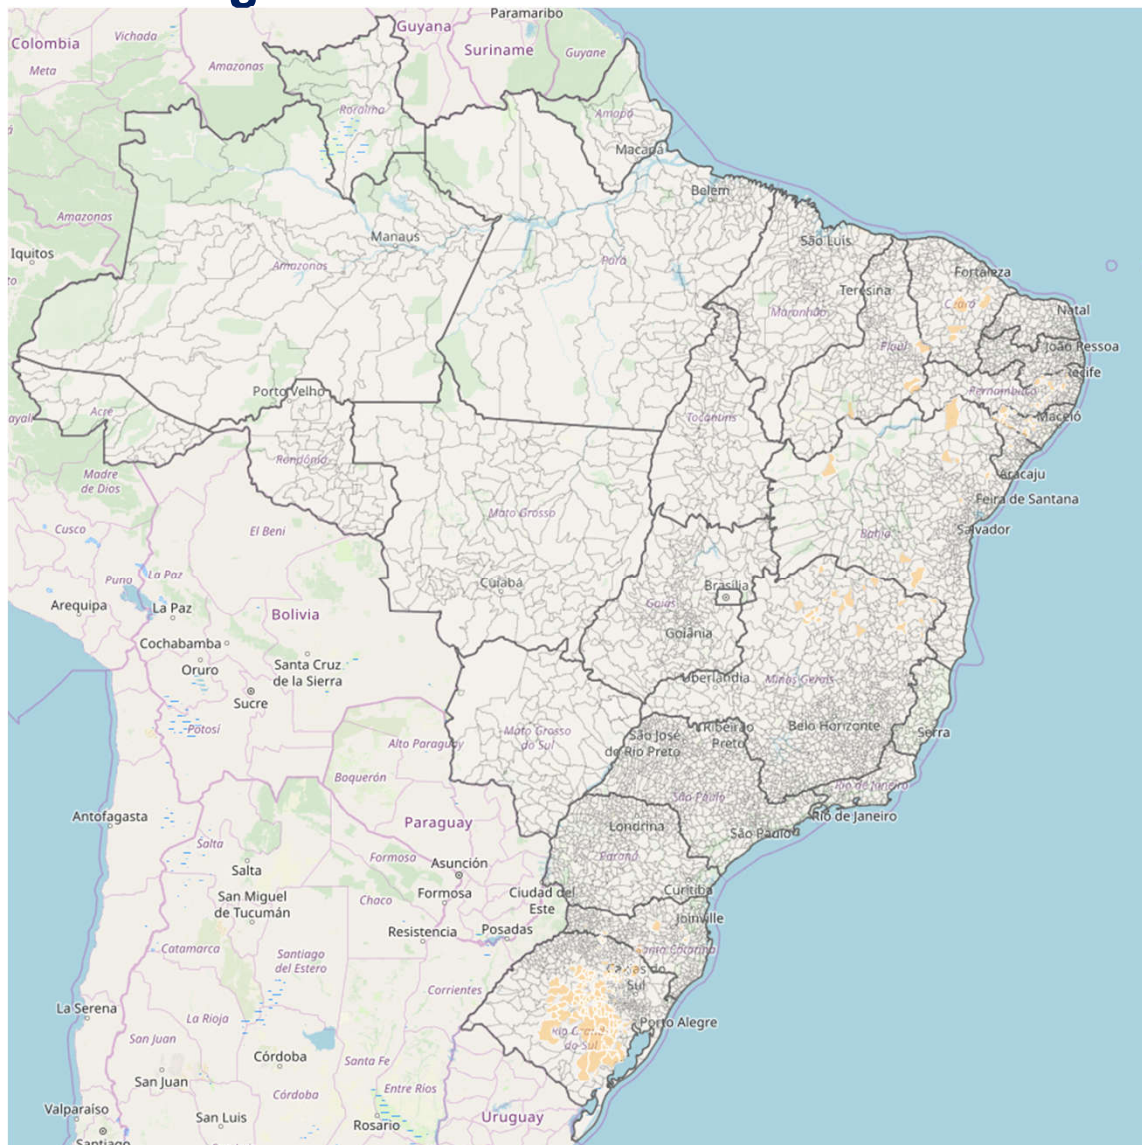 Paramaribo
Guyana
Vichada
Colombia
Suriname
Guyane
Meta
Amazonas
Roraima
Amapá
Macapá
Belém
Amazonas
Manaus
São Luís
Iquitos
Amazonas
Pará
Fortaleza
Teresina
Ceará
Maranhão
Natal
Piauí
João Pessoa
Recife
Porto Velho
Pernambuco
Acre
Tocantins
Maceió
Rondônia
Madre
de Dios
Aracaju
Feira de Santana
Mato Grosso
Cusco
El Beni
Salvador
Bahia
Puno
La Paz
Cuiabá
Brasília
Arequipa
La Paz
Bolivia
Goiás
Goiânia
Cochabamba
Oruro
Santa Cruz
de la Sierra
Uberlândia
Minas Gerais
Sucre
Potosí
Mato Grosso
do Sul
Belo Horizonte
Ribeirão
Preto
São José
do Rio Preto
Serra
Alto Paraguay
Boquerón
Rio de Janeiro
São Paulo
Antofagasta
Paraguay
Londrina
São Paulo
Rio de Janeiro
Salta
Formosa
Asunción
Paraná
Salta
San Miguel
de Tucumán
Chaco
Formosa
Ciudad del
Este
Curitiba
Resistencia
Posadas
Joinville
Catamarca
Santiago
del Estero
Santa Catarina
Caxias do
Sul
Corrientes
La Serena
La Rioja
Porto Alegre
San Juan
Rio Grande
do Sul
Córdoba
Santa Fe
San Juan
Córdoba
Entre Ríos
Valparaíso
San Luis
Rosario
Uruguay
Santiago